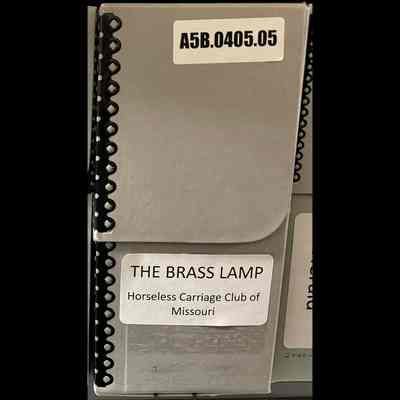 A5B.0405.05
THE BRASS LAMP
Horseless Carriage Club of
Missouri